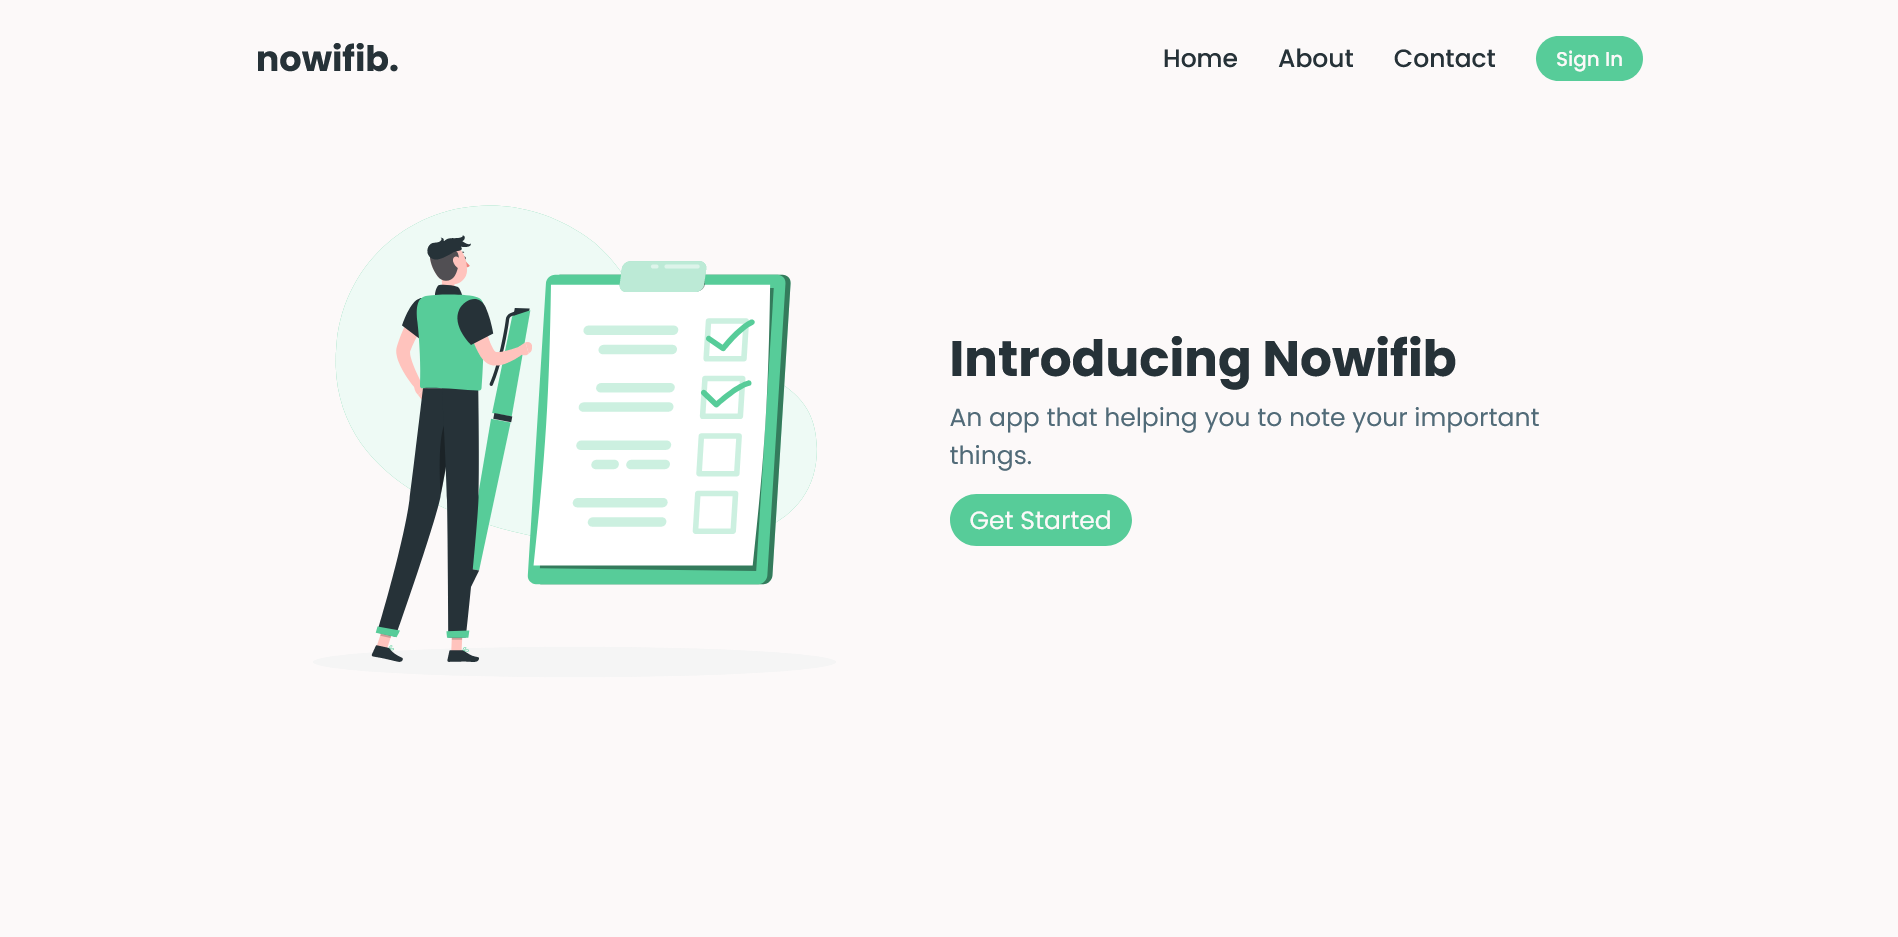 nowifib.
Home About Contact Sign In
Introducing Nowifib
An app that helping you to note your important
things.
Get Started